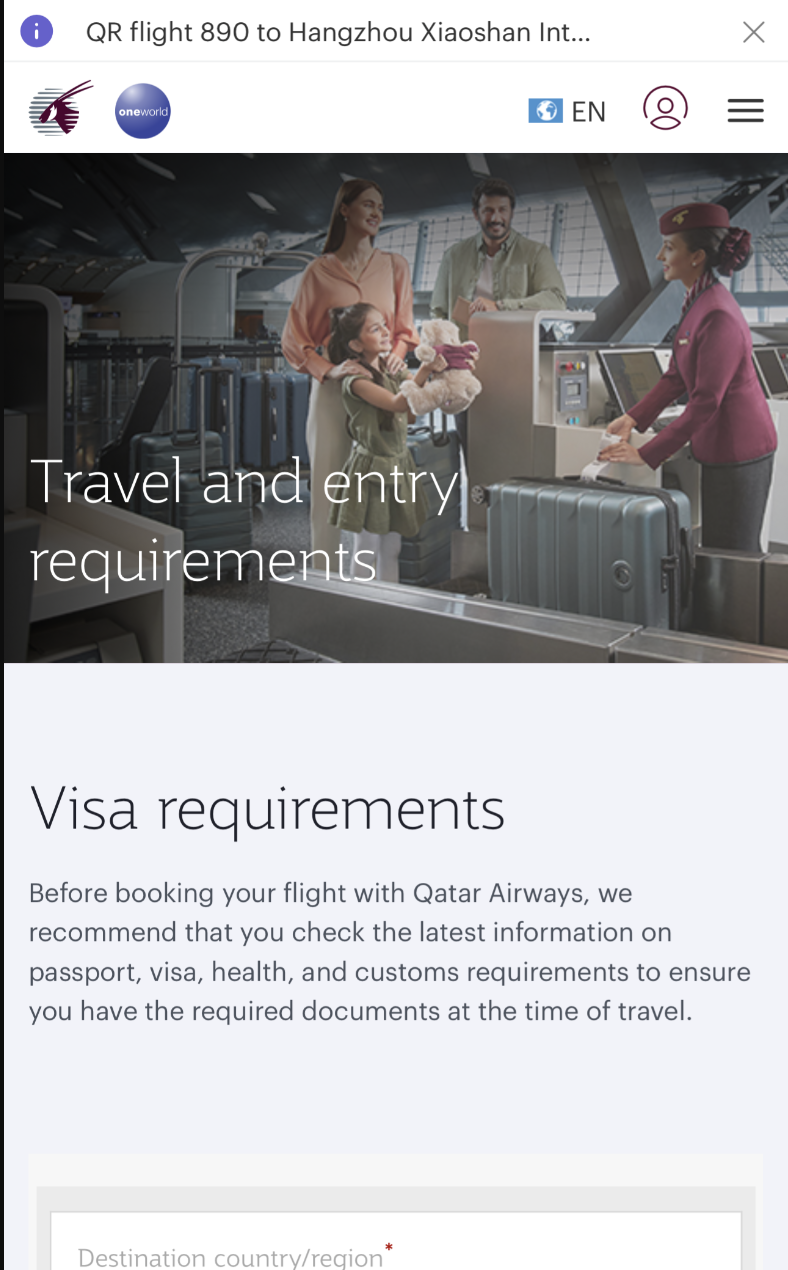 QR flight 890 to Hangzhou Xiaoshan Int...
oneworld
EN
Travel and entry
requirements
Visa requirements
Before booking your flight with Qatar Airways, we
recommend that you check the latest information on
passport, visa, health, and customs requirements to ensure
you have the required documents at the time of travel.
Destination country/region*